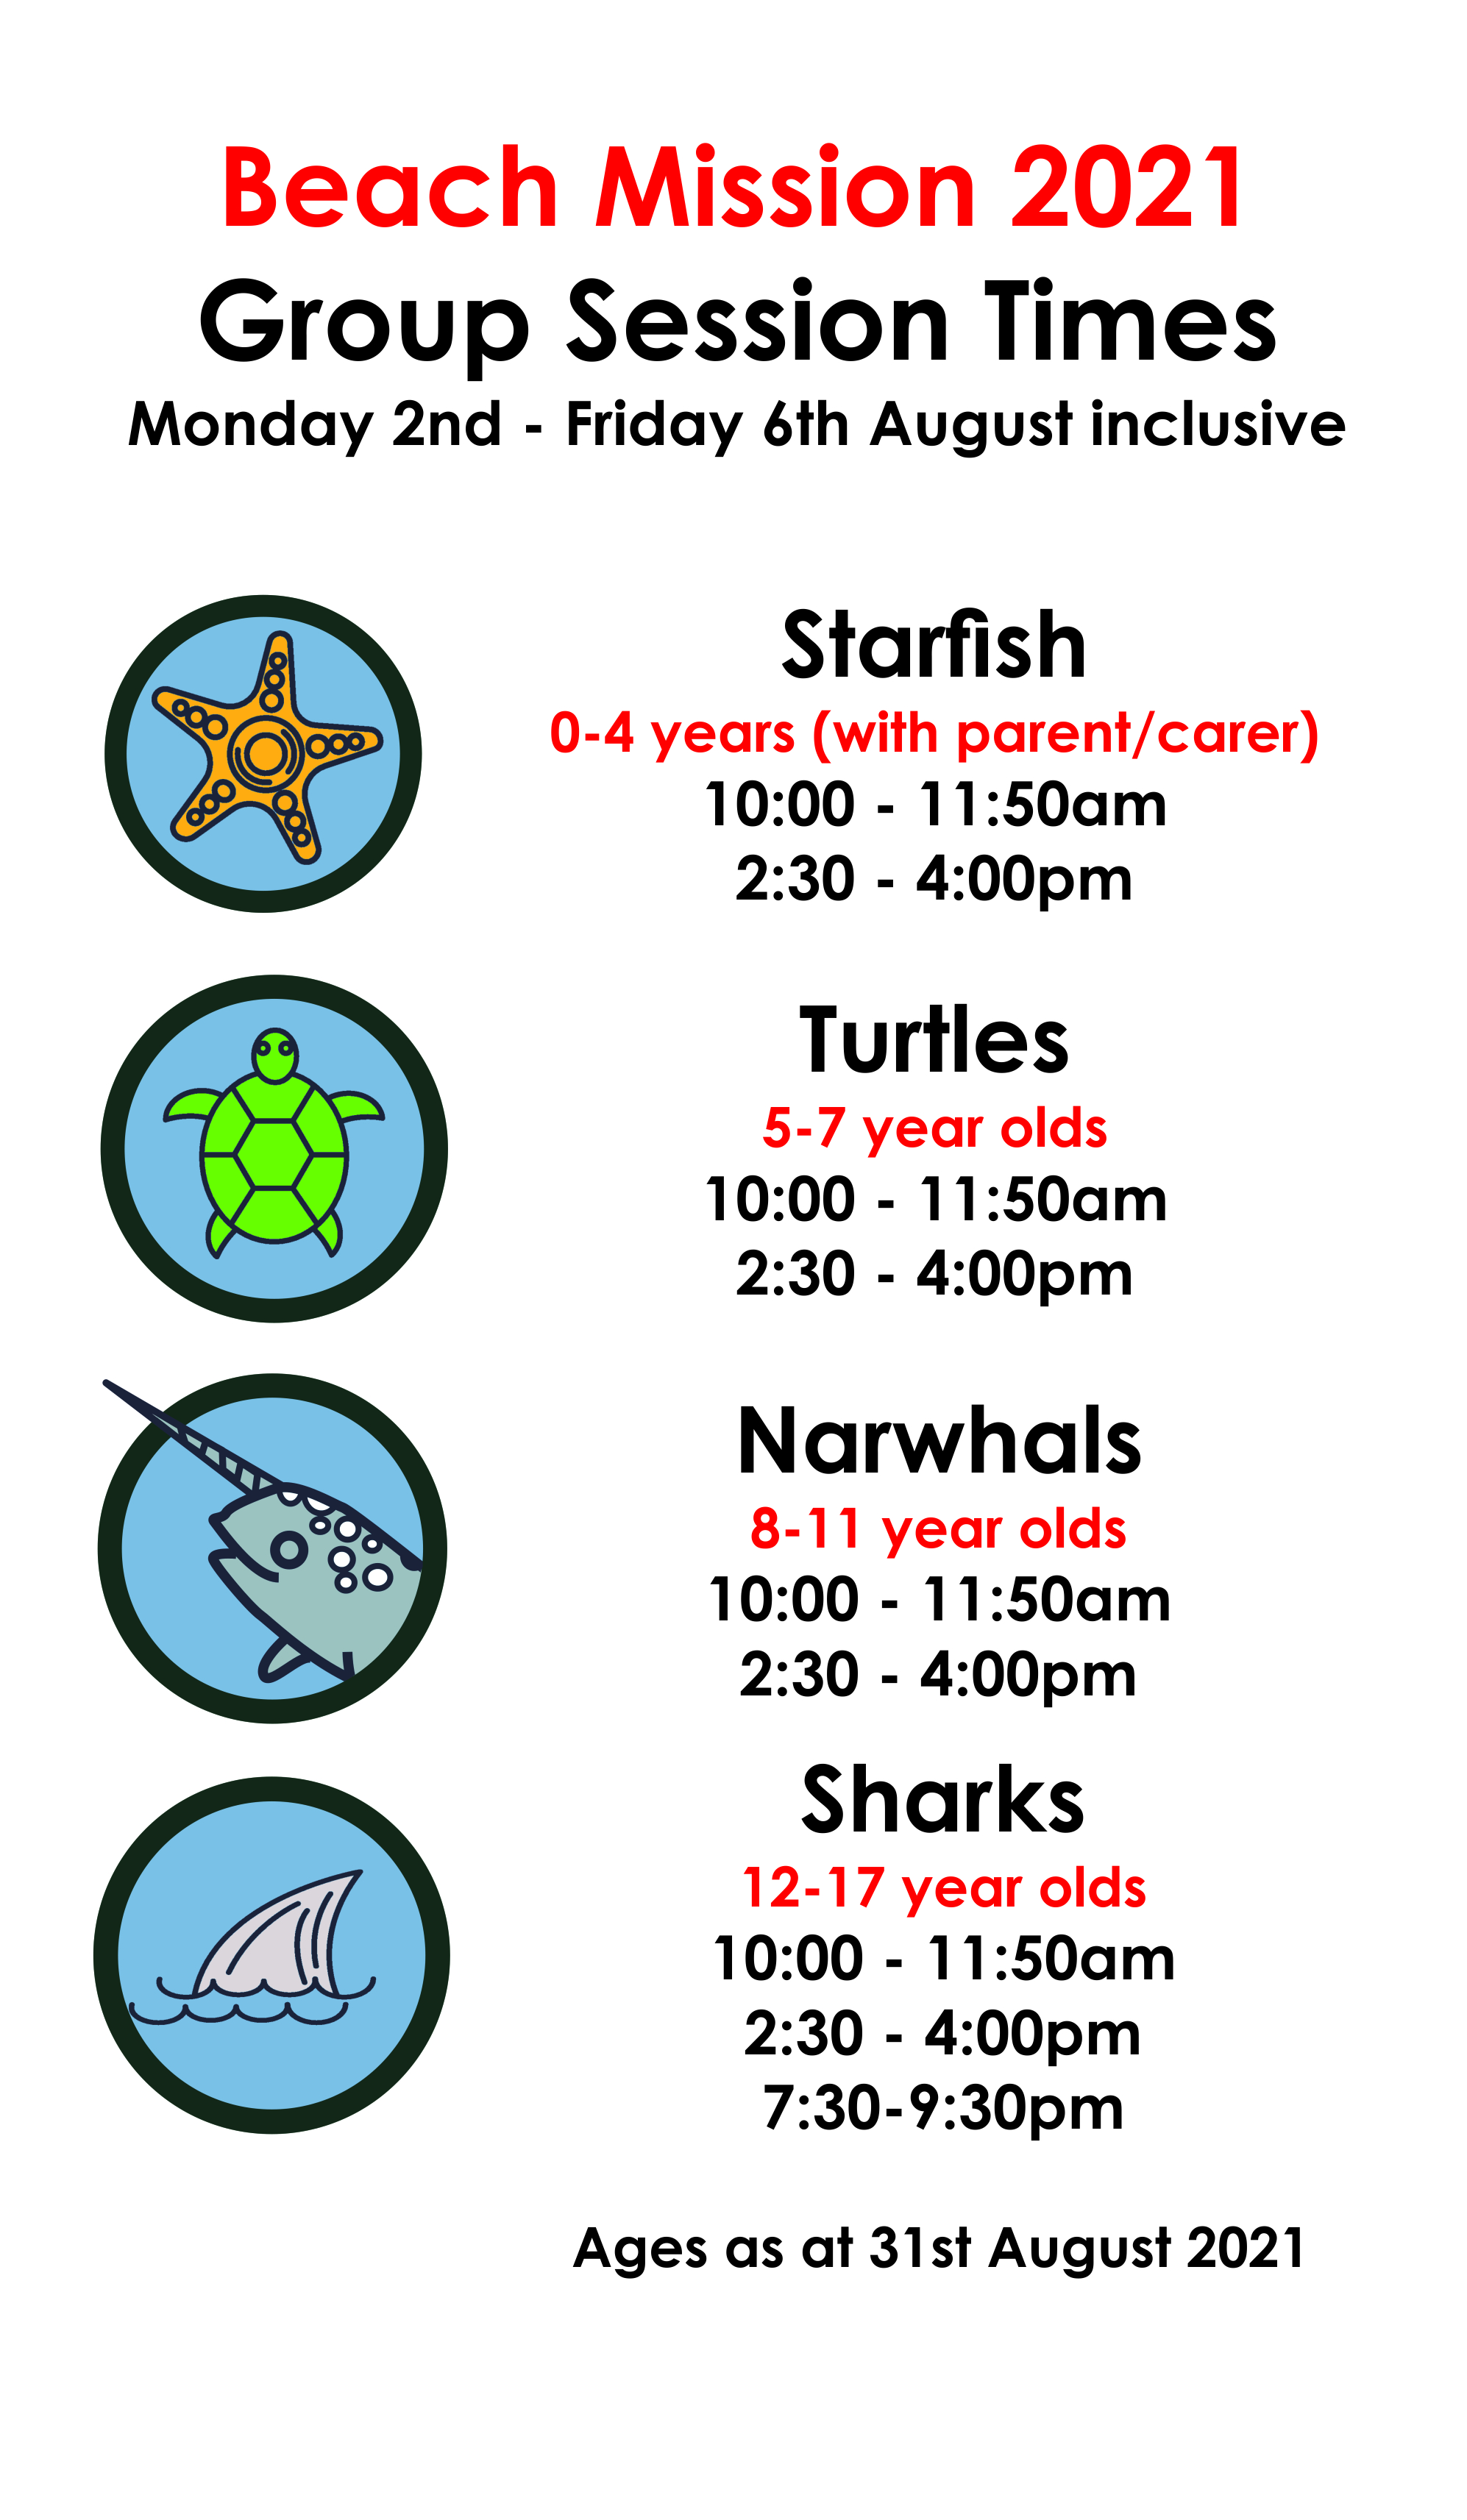 Beach Mission 2021
Group Session Times
Monday 2nd - Friday 6th August inclusive
Starfish
0-4 years (with parent/carer)
10:00 - 11:50am
2:30 - 4:00pm
Turtles
5-7 year olds
10:00 - 11:50am
2:30 - 4:00pm
Narwhals
8-11 year olds
10:00 - 11:50am
2:30 - 4:00pm
Sharks
12-17 year olds
10:00 - 11:50am
2:30 - 4:00pm
7:30-9:30pm
Ages as at 31st August 2021